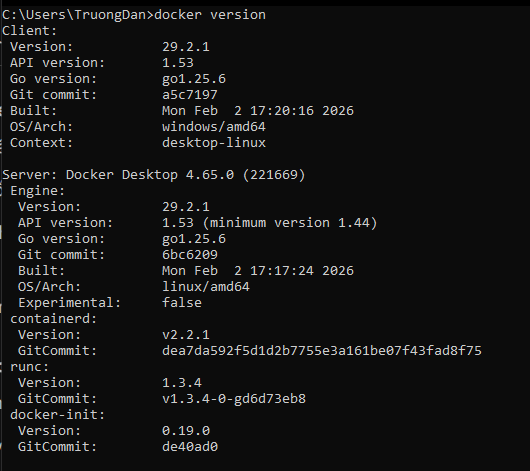 C:\Users\TruongDan>docker version
Client:
 Version:           29.2.1
 API version:       1.53
 Go version:        go1.25.6
 Git commit:        a5c7197
 Built:             Mon Feb  2 17:20:16 2026
 OS/Arch:           windows/amd64
 Context:           desktop-linux

Server: Docker Desktop 4.65.0 (221669)
 Engine:
  Version:          29.2.1
  API version:      1.53 (minimum version 1.44)
  Go version:       go1.25.6
  Git commit:       6bc6209
  Built:            Mon Feb  2 17:17:24 2026
  OS/Arch:          linux/amd64
  Experimental:     false
 containerd:
  Version:          v2.2.1
  GitCommit:        dea7da592f5d1d2b7755e3a161be07f43fad8f75
 runc:
  Version:          1.3.4
  GitCommit:        v1.3.4-0-gd6d73eb8
 docker-init:
  Version:          0.19.0
  GitCommit:        de40ad0